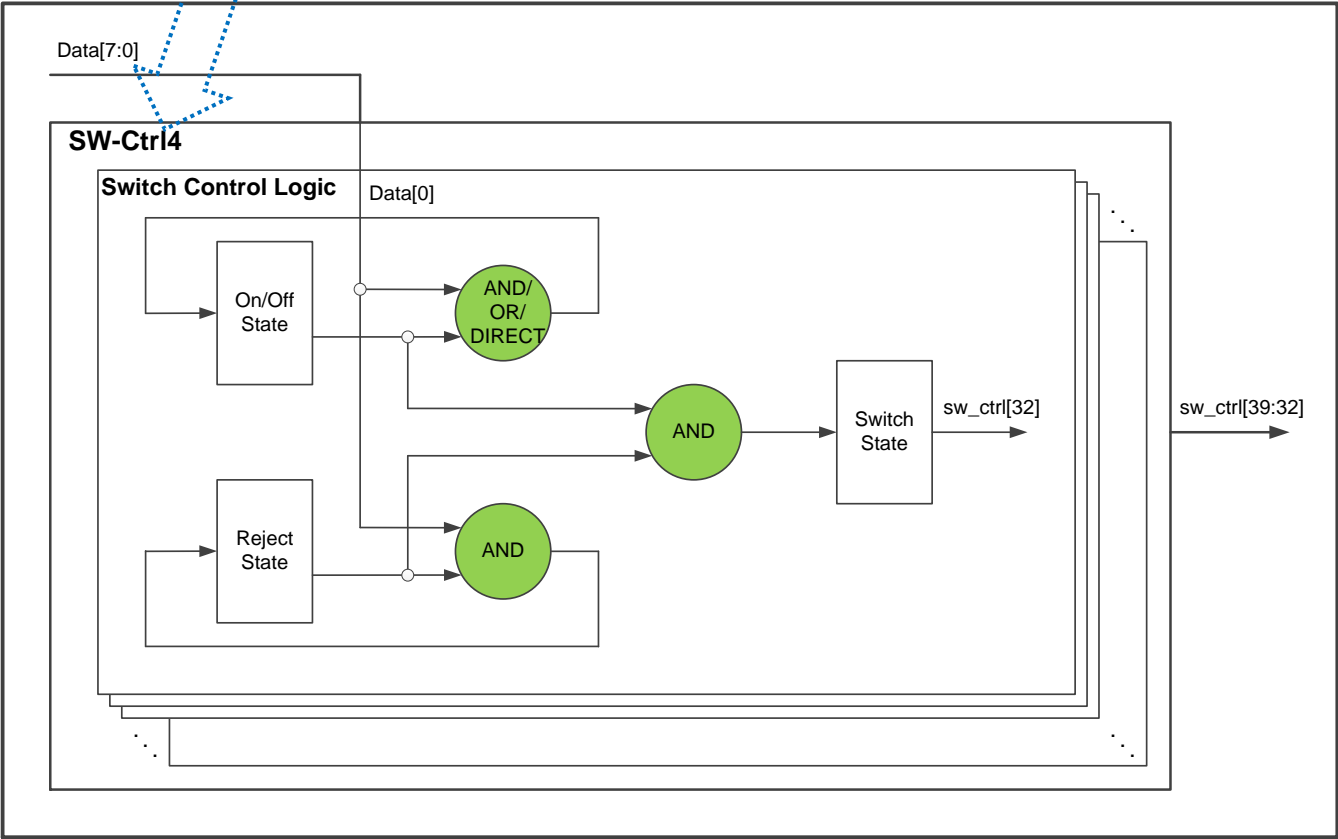 Data[7:0]
SW-Ctrl4
Switch Control Logic
Data[0]
On/Off
State
AND/
OR/
DIRECT
AND
Switch
State
sw_ctrl[32]
sw_ctrl[39:32]
Reject
State
AND